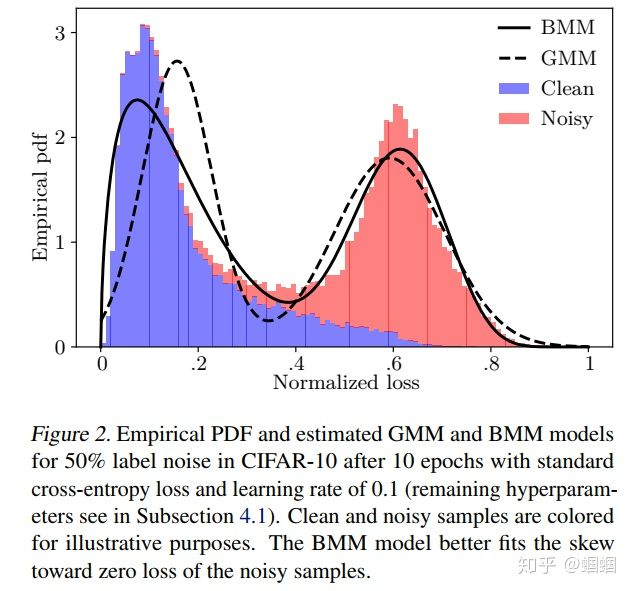 3
2
1
0
Empirical pdf
BMM
GMM
Clean
Noisy
0 .2 .4 .6 .8 1
Normalized loss
Figure 2. Empirical PDF and estimated GMM and BMM models
for 50% label noise in CIFAR-10 after 10 epochs with standard
cross-entropy loss and learning rate of 0.1 (remaining hyperparam-
eters see in Subsection 4.1). Clean and noisy samples are colored
for illustrative purposes. The BMM model better fits the skew
toward zero loss of the noisy samples.
知乎 @蝈蝈